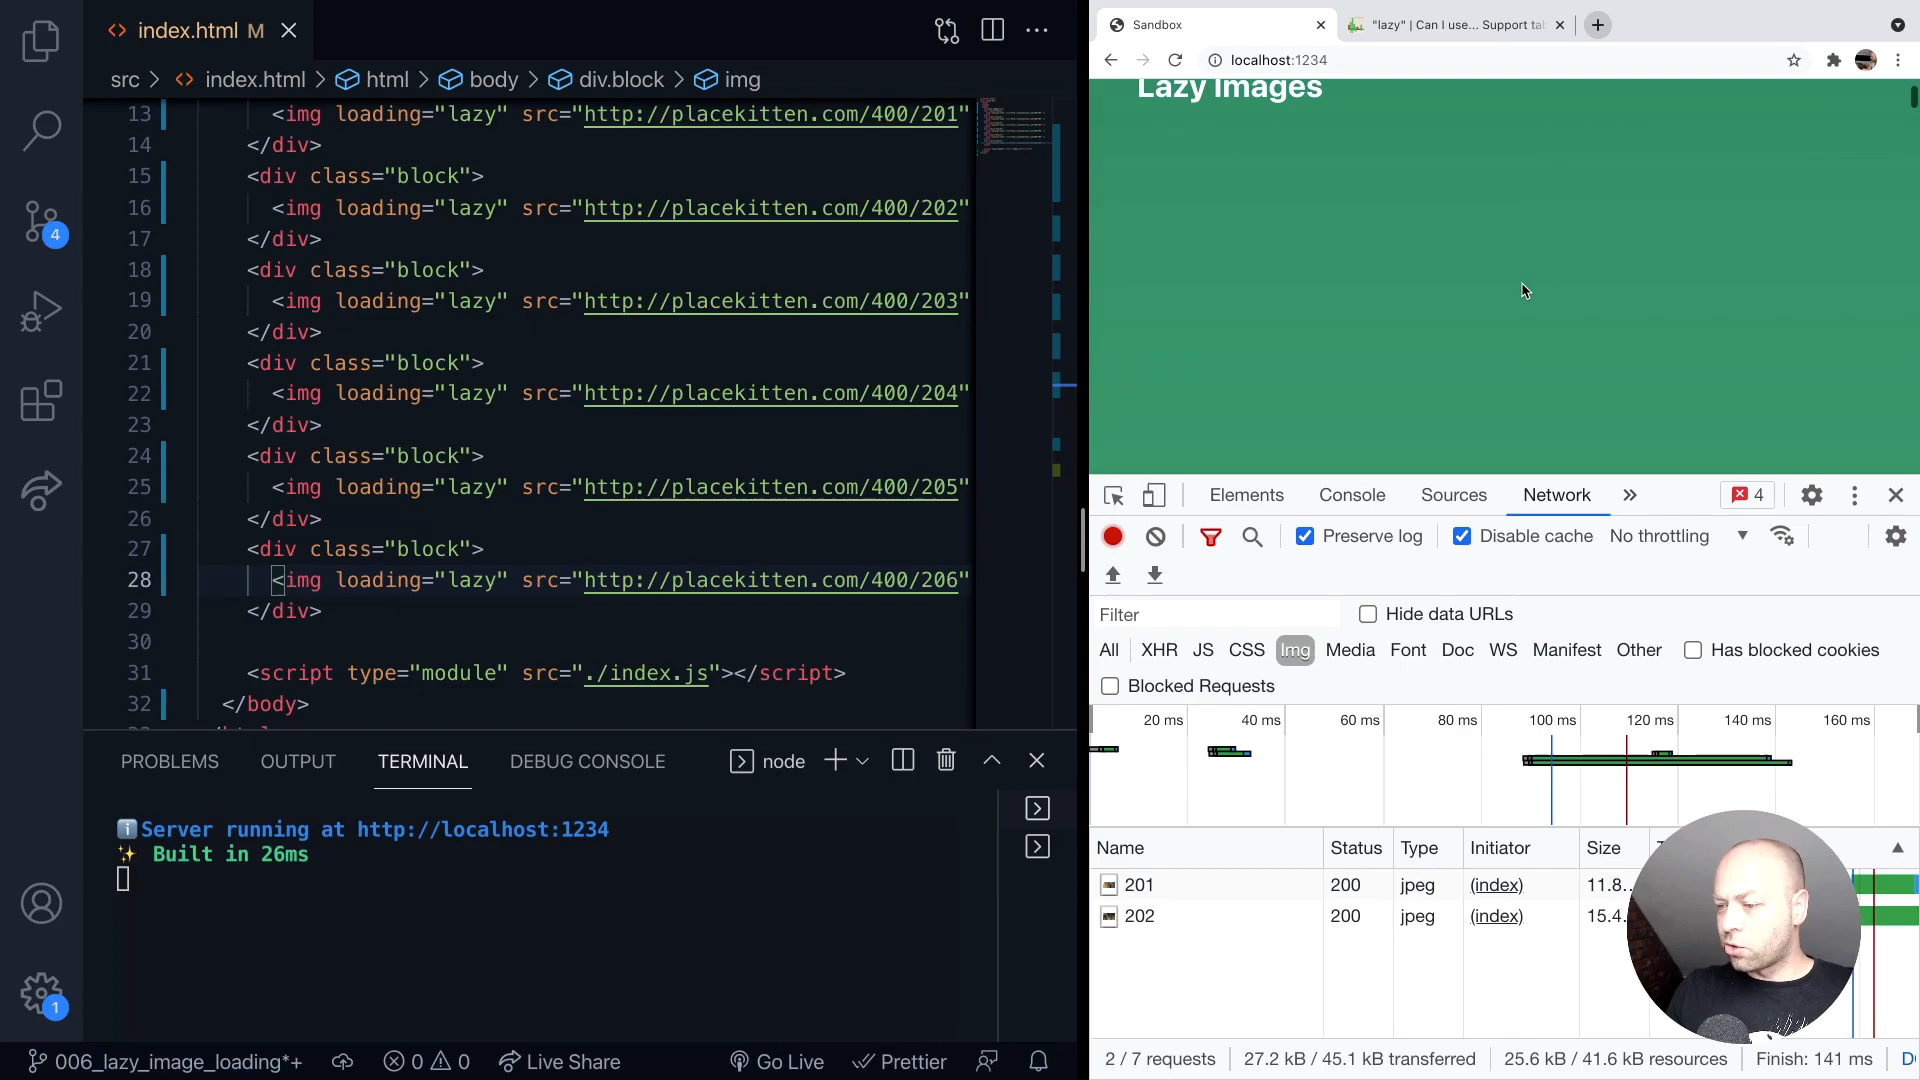 index.html M
src > index.html > html > body > div.block > img
13 <img loading="lazy" src="http://placekitten.com/400/201"
14 </div>
15 <div class="block">
16 <img loading="lazy" src="http://placekitten.com/400/202"
17 </div>
18 <div class="block">
19 <img loading="lazy" src="http://placekitten.com/400/203"
20 </div>
21 <div class="block">
22 <img loading="lazy" src="http://placekitten.com/400/204"
23 </div>
24 <div class="block">
25 <img loading="lazy" src="http://placekitten.com/400/205"
26 </div>
27 <div class="block">
28 <img loading="lazy" src="http://placekitten.com/400/206"
29 </div>
30
31 <script type="module" src="./index.js"></script>
32 </body>
4
1
PROBLEMS OUTPUT TERMINAL DEBUG CONSOLE node
Server running at http://localhost:1234
Built in 26ms
006_lazy_image_loading*+ 0 0 Live Share Go Live Prettier
Sandbox "lazy" | Can I use... Support ta
localhost:1234
Lazy Images
Elements Console Sources Network 4
Preserve log Disable cache No throttling
Filter Hide data URLs
All XHR JS CSS Img Media Font Doc WS Manifest Other Has blocked cookies
Blocked Requests
20 ms 40 ms 60 ms 80 ms 100 ms 120 ms 140 ms 160 ms
Name Status Type Initiator Size
201 200 jpeg (index) 11.8..
202 200 jpeg (index) 15.4..
2 / 7 requests 27.2 kB / 45.1 kB transferred 25.6 kB / 41.6 kB resources Finish: 141 ms